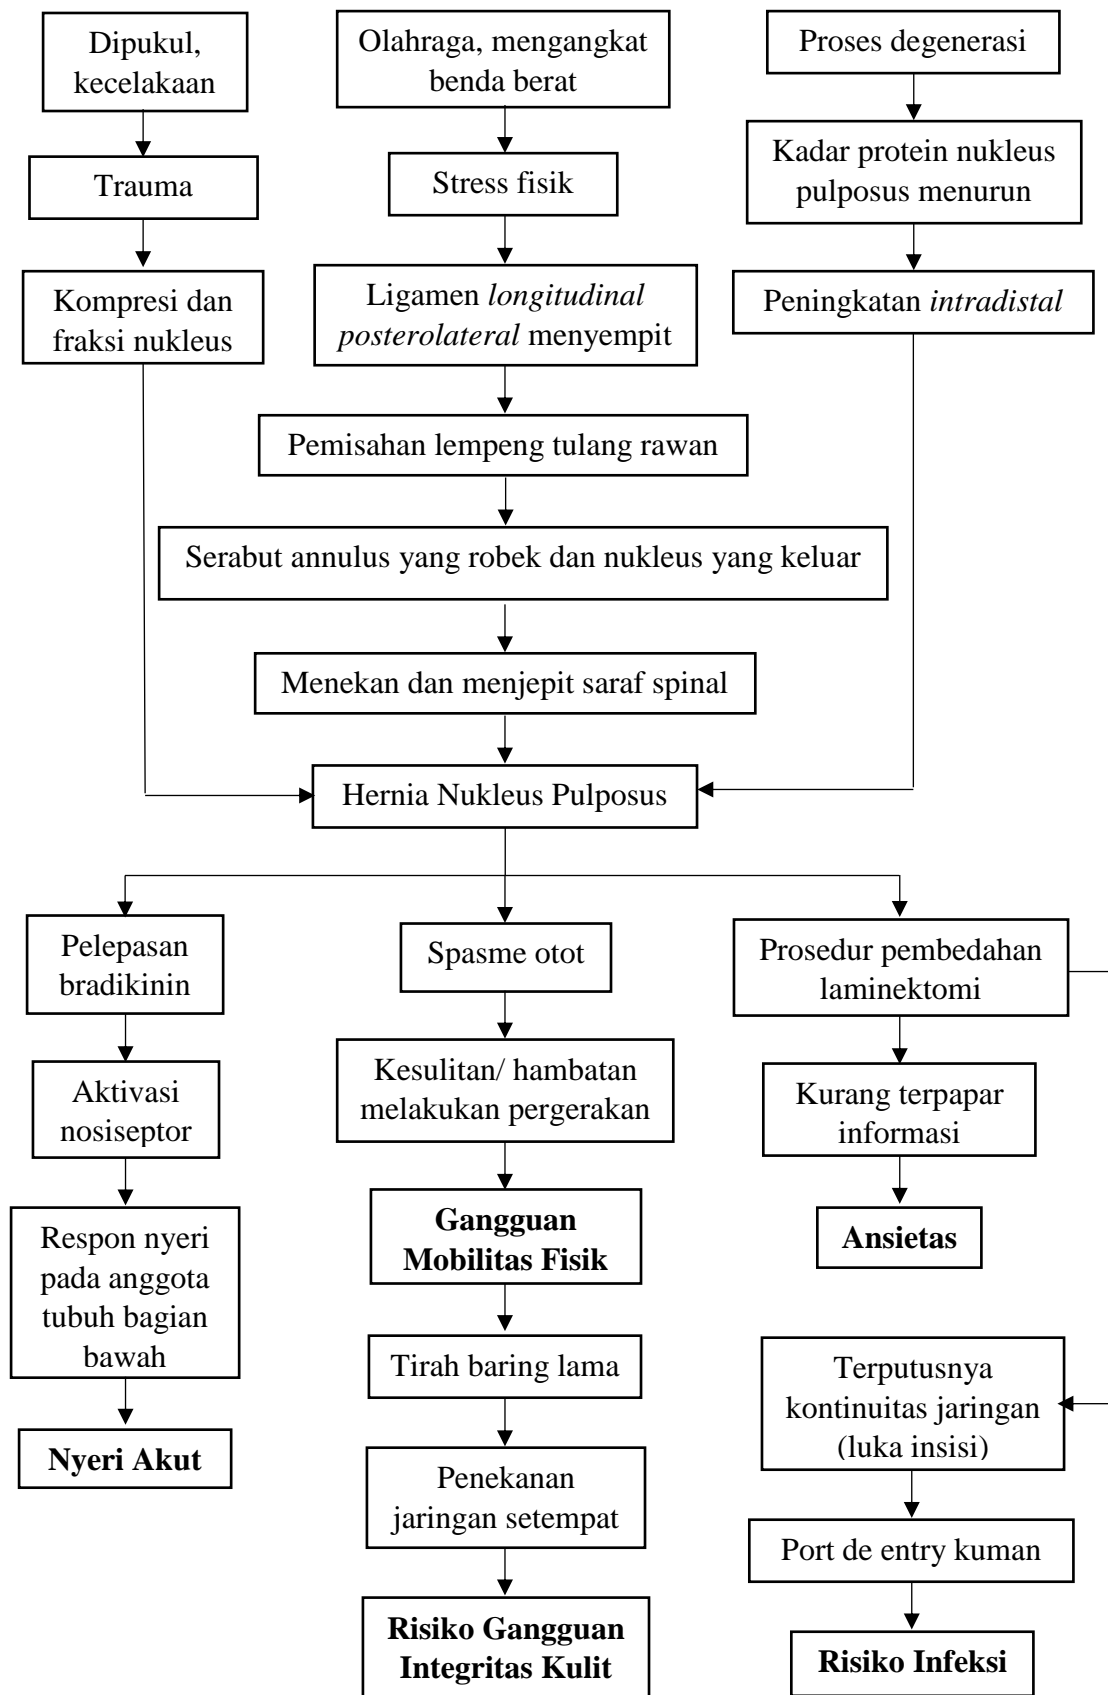 Dipukul,
kecelakaan
Olahraga, mengangkat
benda berat
Proses degenerasi
Trauma
Stress fisik
Kadar protein nukleus
pulposus menurun
Kompresi dan
fraksi nukleus
Ligamen longitudinal
posterolateral menyempit
Peningkatan intradistal
Pemisahan lempeng tulang rawan
Serabut annulus yang robek dan nukleus yang keluar
Menekan dan menjepit saraf spinal
Hernia Nukleus Pulposus
Pelepasan
bradikinin
Spasme otot
Prosedur pembedahan
laminektomi
Aktivasi
nosiseptor
Kesulitan/ hambatan
melakukan pergerakan
Kurang terpapar
informasi
Respon nyeri
pada anggota
tubuh bagian
bawah
Gangguan
Mobilitas Fisik
Ansietas
Nyeri Akut
Tirah baring lama
Terputusnya
kontinuitas jaringan
(luka insisi)
Penekanan
jaringan setempat
Port de entry kuman
Risiko Gangguan
Integritas Kulit
Risiko Infeksi